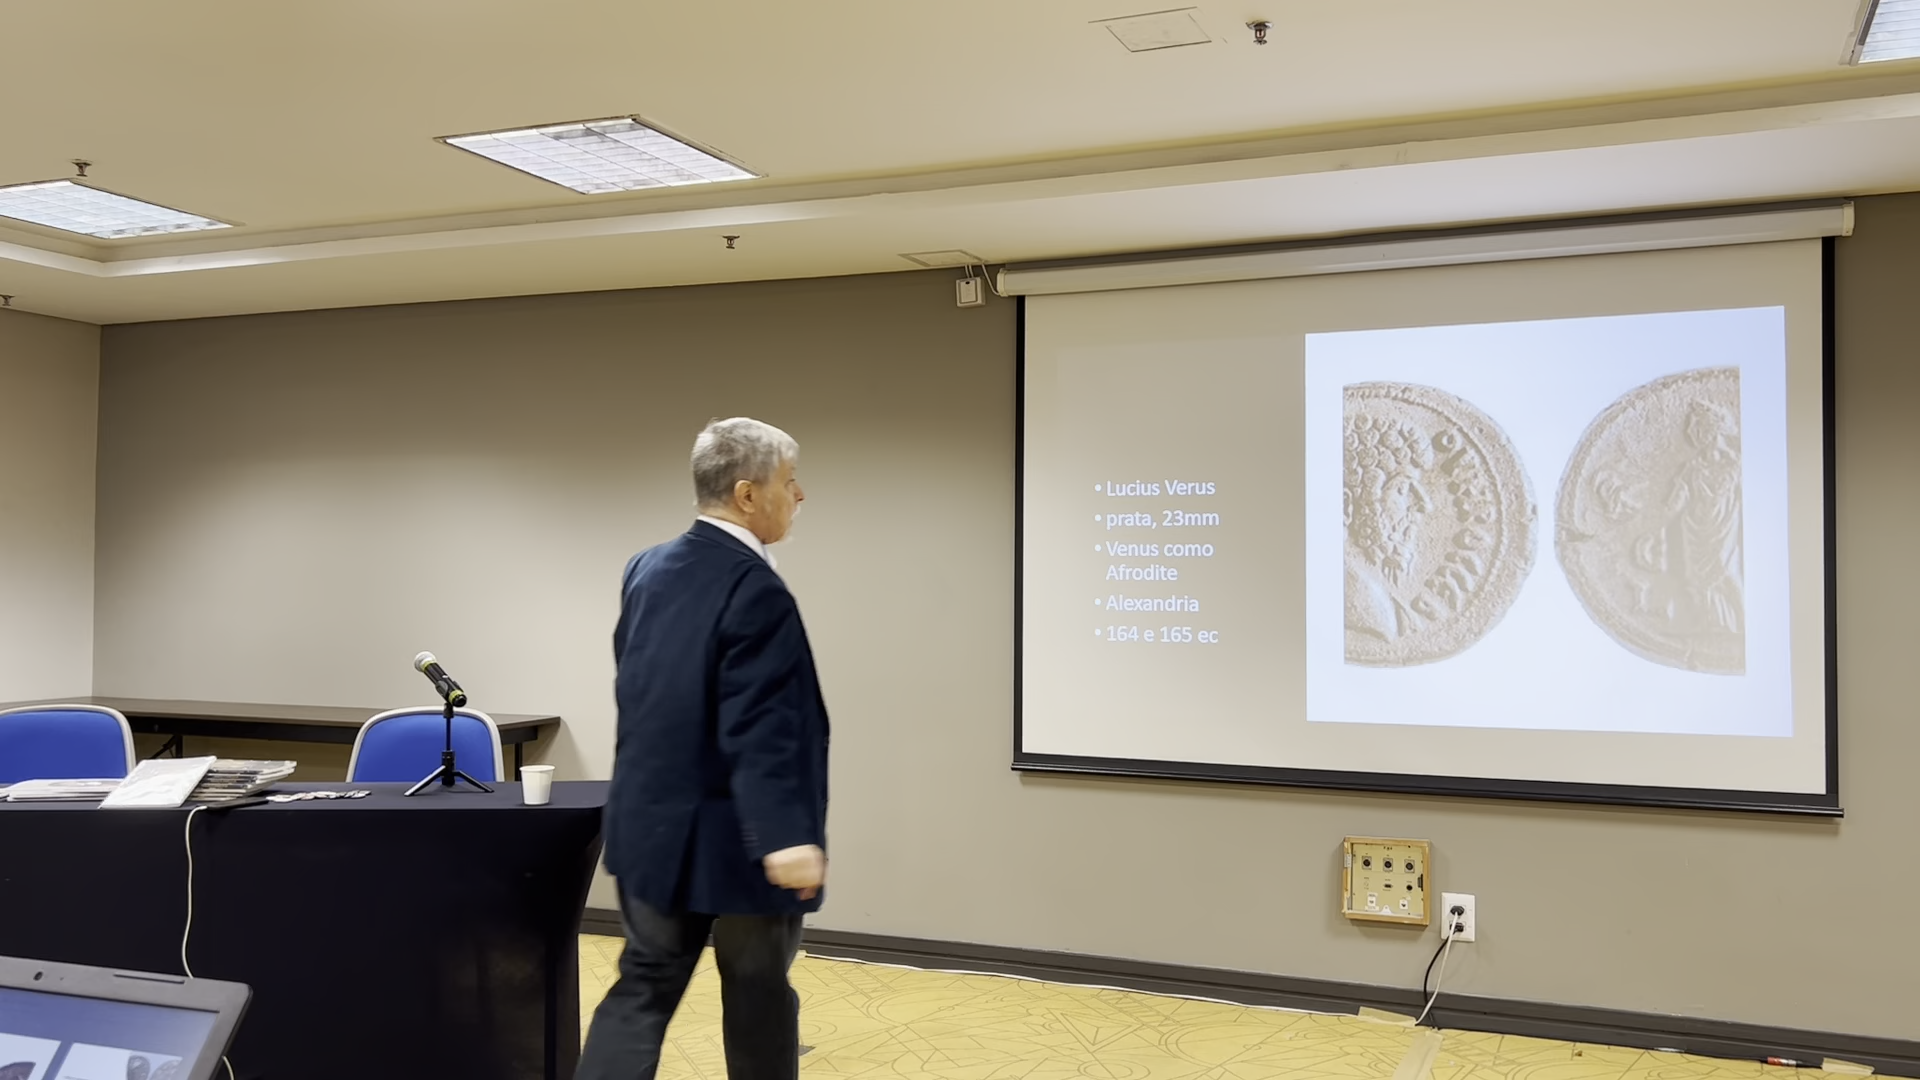 • Lucius Verus
• prata, 23mm
• Venus como
Afrodite
• Alexandria
• 164 e 165 ec